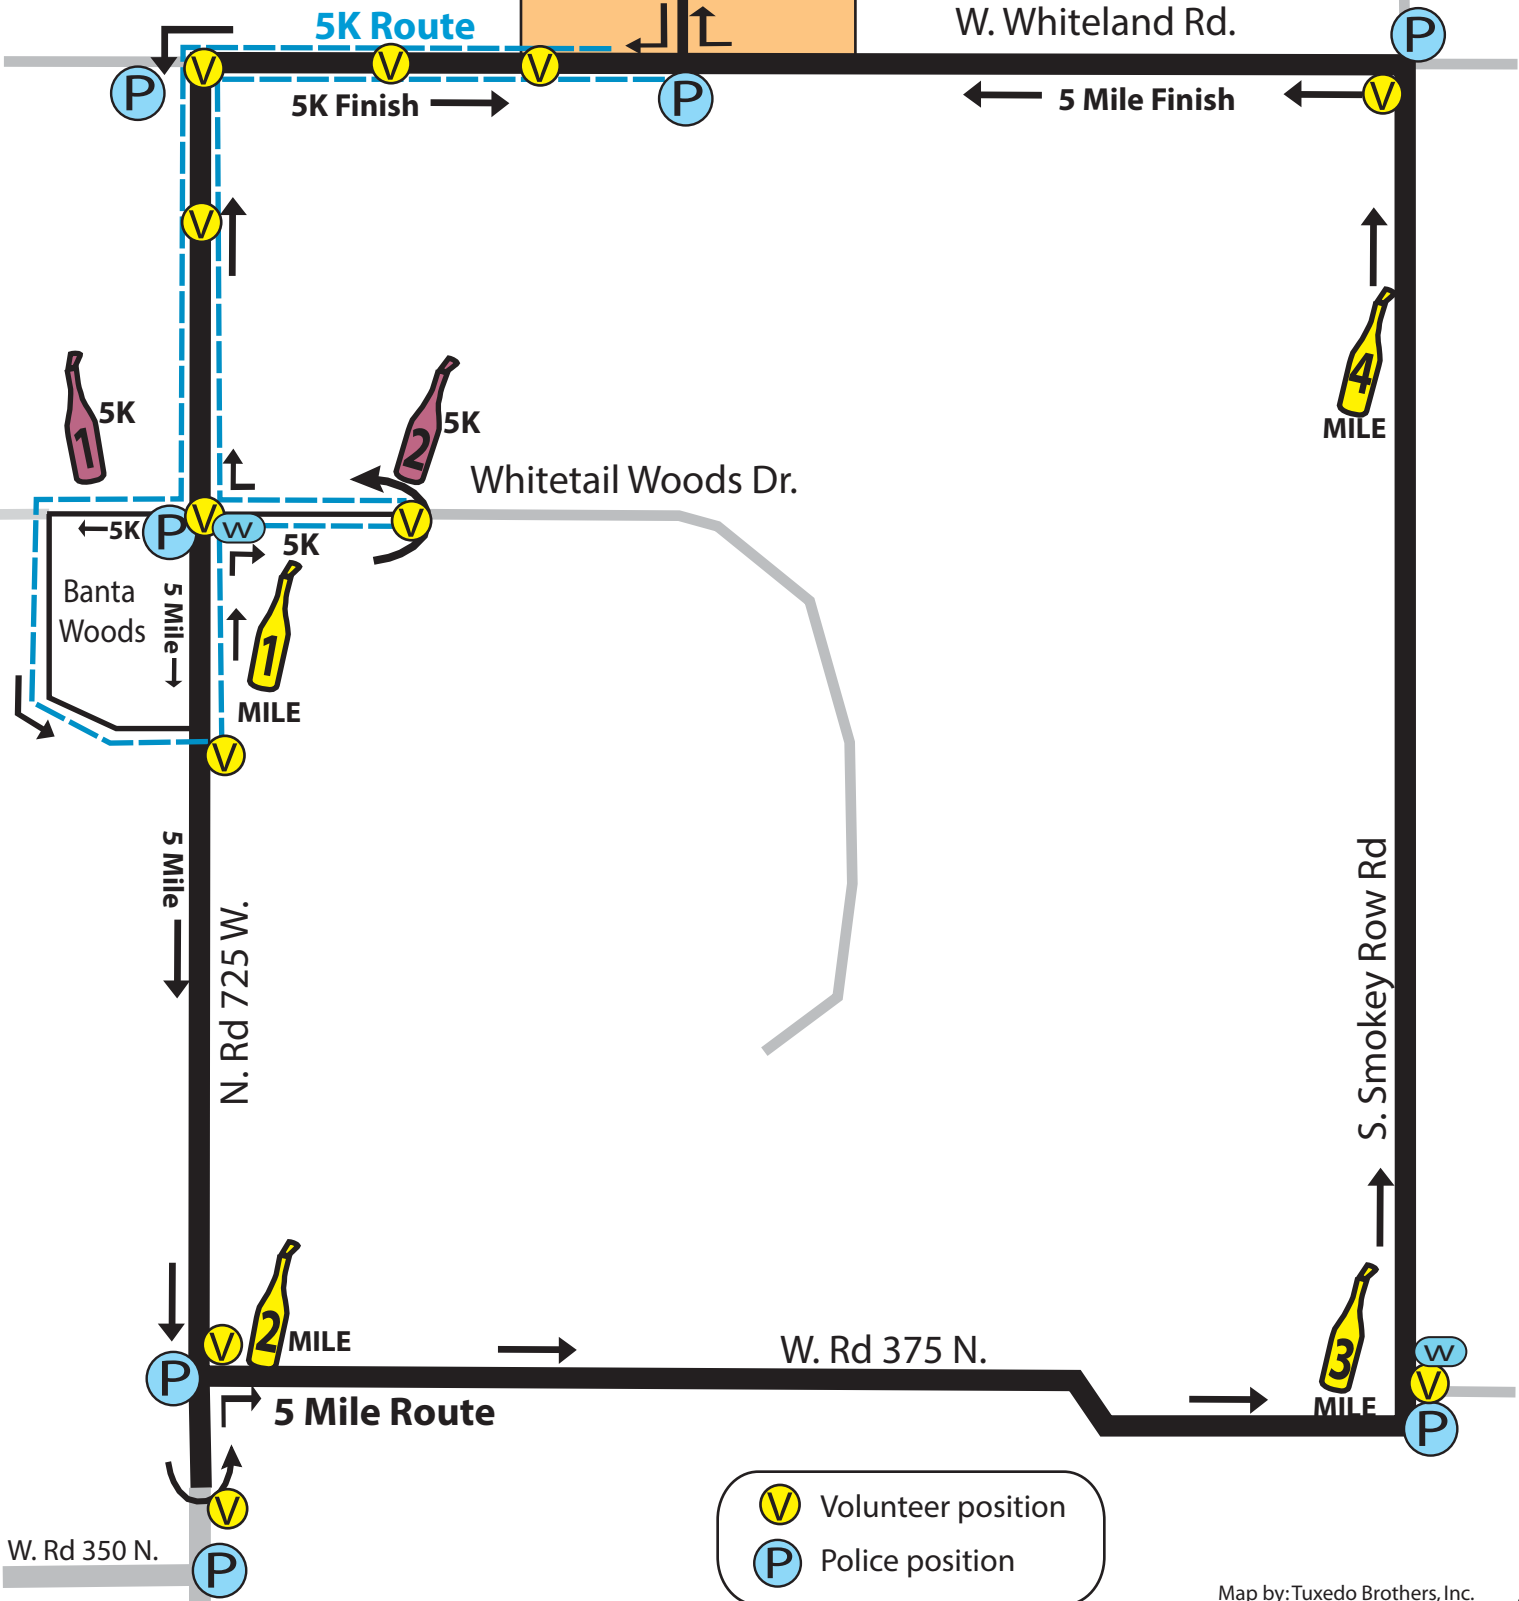 5K Route
W. Whiteland Rd.
P
V
V
V
P
P
5K Finish
5 Mile Finish
V
V
4
MILE
1
5K
2
5K
Whitetail Woods Dr.
5K
P
V
W
V
5K
Banta
Woods
5 Mile
1
MILE
V
5 Mile
N. Rd 725 W.
S. Smokey Row Rd
V
2
MILE
P
W. Rd 375 N.
5 Mile Route
3
MILE
W
V
P
V
W. Rd 350 N.
P
V Volunteer position
P Police position
Map by: Tuxedo Brothers, Inc.